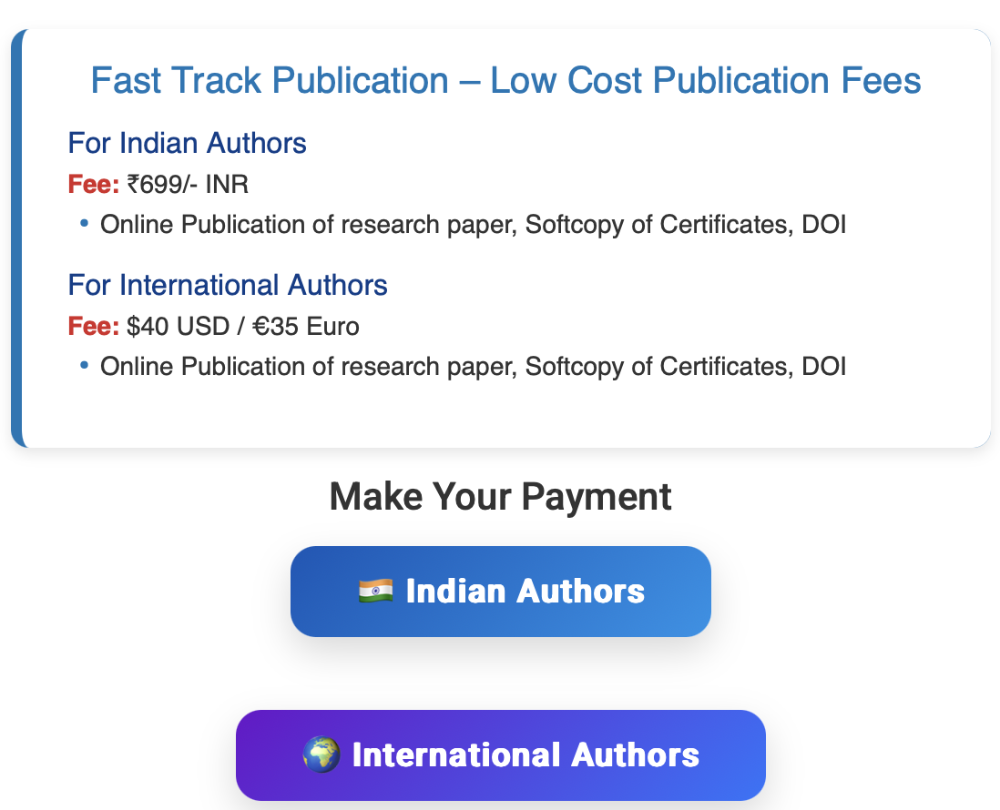 Fast Track Publication – Low Cost Publication Fees
For Indian Authors
Fee: ₹699/- INR
• Online Publication of research paper, Softcopy of Certificates, DOI
For International Authors
Fee: $40 USD / €35 Euro
• Online Publication of research paper, Softcopy of Certificates, DOI
Make Your Payment
🇮🇳 Indian Authors
🌍 International Authors